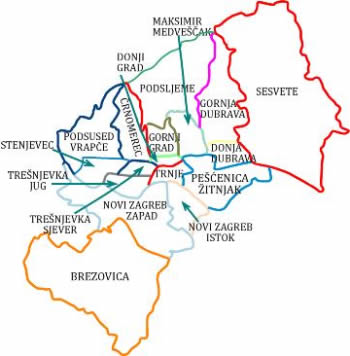 MAKSIMIR
MEDVEŠČAK
DONJI
GRAD
PODSLJEME
SESVETE
GORNJA
DUBRAVA
ČRNOMEREC
GORNJI
GRAD
PODSUSED
VRAPČE
STENJEVEC
DONJA
DUBRAVA
TREŠNJEVKA
JUG
TRNJE
PEŠĆENICA
ŽITNJAK
NOVI ZAGREB
ZAPAD
TREŠNJEVKA
SJEVER
NOVI ZAGREB
ISTOK
BREZOVICA